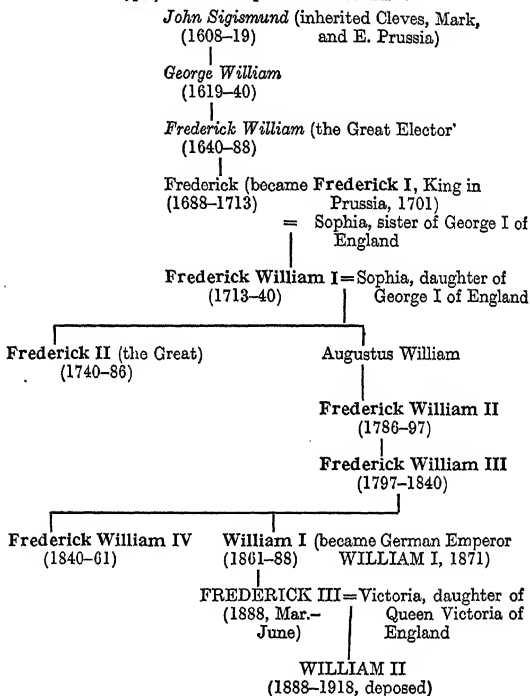 John Sigismund (inherited Cleves, Mark,
(1608–19) and E. Prussia)
George William
(1619–40)
Frederick William (the Great Elector'
(1640–88)
Frederick (became Frederick I, King in
(1688–1713) Prussia, 1701)
= Sophia, sister of George I of
England
Frederick William I=Sophia, daughter of
(1713–40) George I of England
Frederick II (the Great) Augustus William
(1740–86)
Frederick William II
(1786–97)
Frederick William III
(1797–1840)
Frederick William IV William I (became German Emperor
(1840–61) (1861–88) WILLIAM I, 1871)
FREDERICK III=Victoria, daughter of
(1888, Mar.– Queen Victoria of
June) England
WILLIAM II
(1888–1918, deposed)